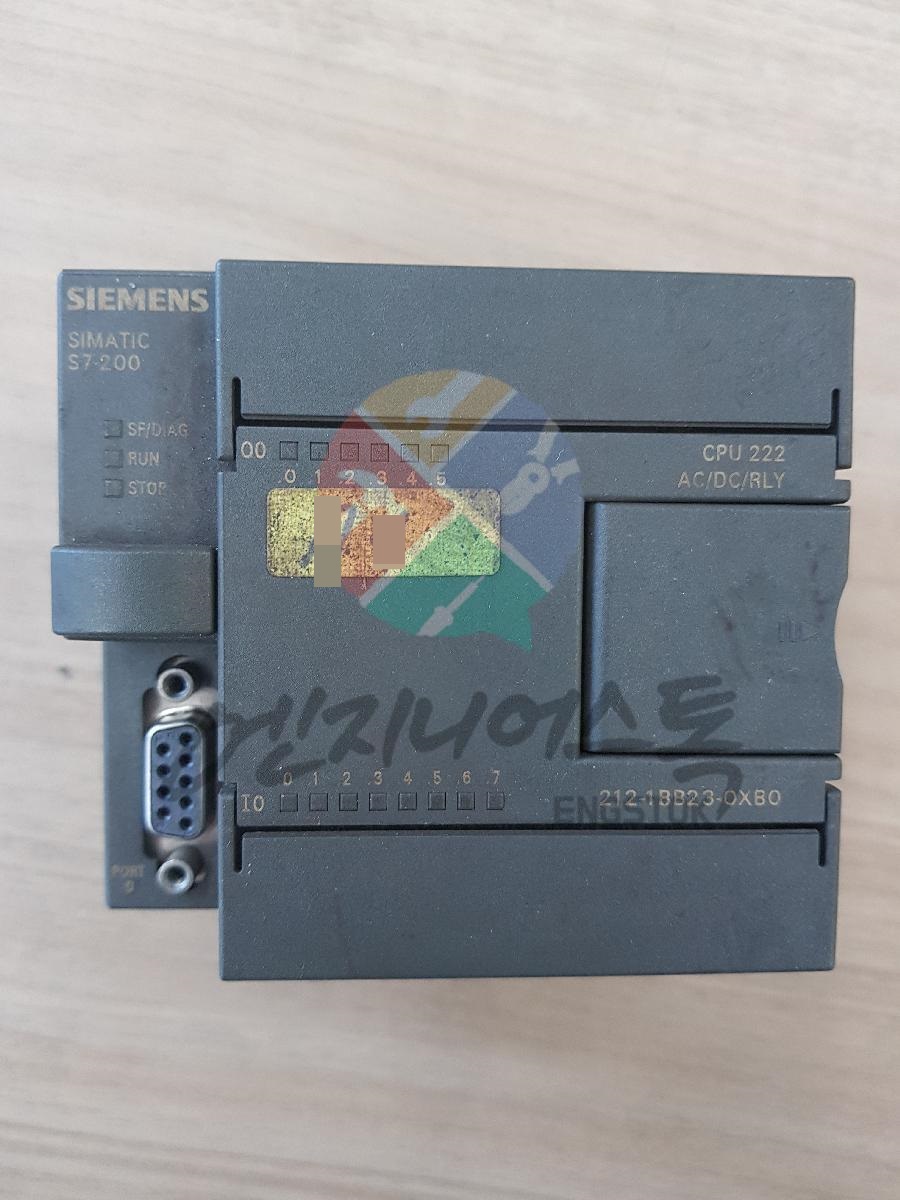 SIEMENS
SIMATIC
S7-200
SF/DIAG
RUN
STOP
Q0
.0 .1 .2 .3 .4 .5
CPU 222
AC/DC/RLY
엔지니어스톡
ENGSTOK
I0
.0 .1 .2 .3 .4 .5 .6 .7
212-1BB23-0XB0
PORT
0